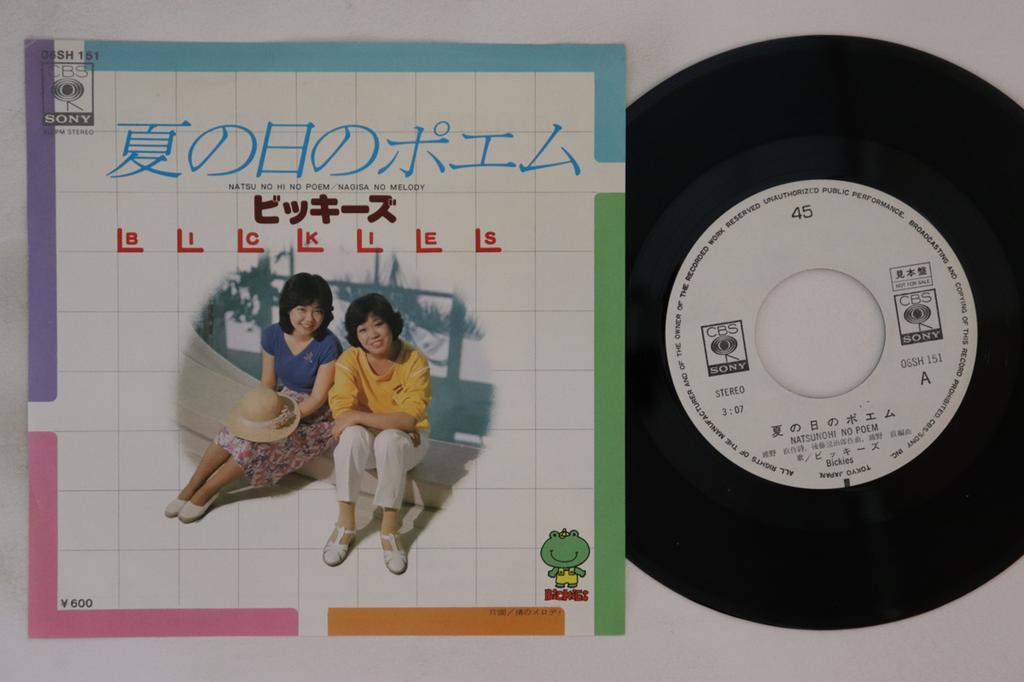 06SH 151
CBS
SONY
STEREO
夏の日のポエム
NATSU NO HI NO POEM/NAGISA NO MELODY
ビッキーズ
BICKIES
¥600
BICKIES
片面/渚のメロディ
45
ALL RIGHTS OF THE MANUFACTURER AND OF THE OWNER OF THE RECORDED WORK RESERVED UNAUTHORIZED PUBLIC PERFORMANCE, BROADCASTING AND COPYING OF THIS RECORD PROHIBITED. CBS-SONY INC. TOKYO JAPAN.
見本盤
NOT FOR SALE
CBS
SONY
CBS
SONY
STEREO
3:07
06SH 151
A
夏の日のポエム
NATSUNOHI NO POEM
歌/ビッキーズ
Bickies